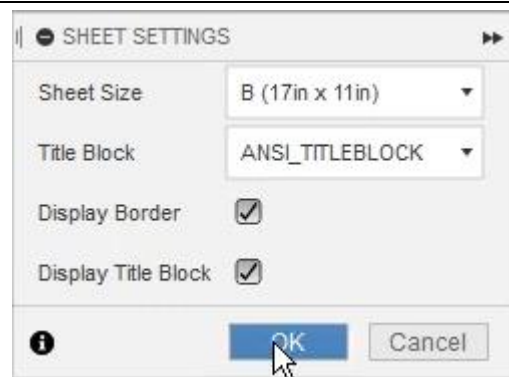 SHEET SETTINGS
Sheet Size B (17in x 11in)
Title Block ANSI_TITLEBLOCK
Display Border
Display Title Block
OK Cancel